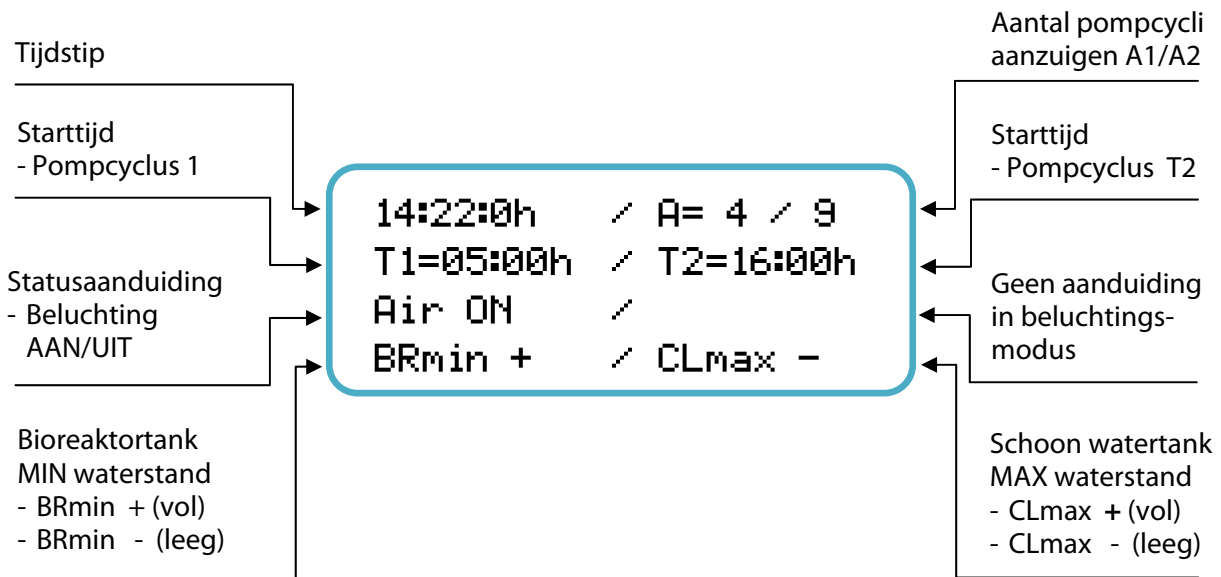 Tijdstip
Starttijd
- Pompcyclus 1
Statusaanduiding
- Beluchting
AAN/UIT
Bioreaktortank
MIN waterstand
- BRmin + (vol)
- BRmin - (leeg)
14:22:0h / A= 4 / 9
T1=05:00h / T2=16:00h
Air ON /
BRmin + / CLmax -
Aantal pompcycli
aanzuigen A1/A2
Starttijd
- Pompcyclus T2
Geen aanduiding
in beluchtings-
modus
Schoon watertank
MAX waterstand
- CLmax + (vol)
- CLmax - (leeg)